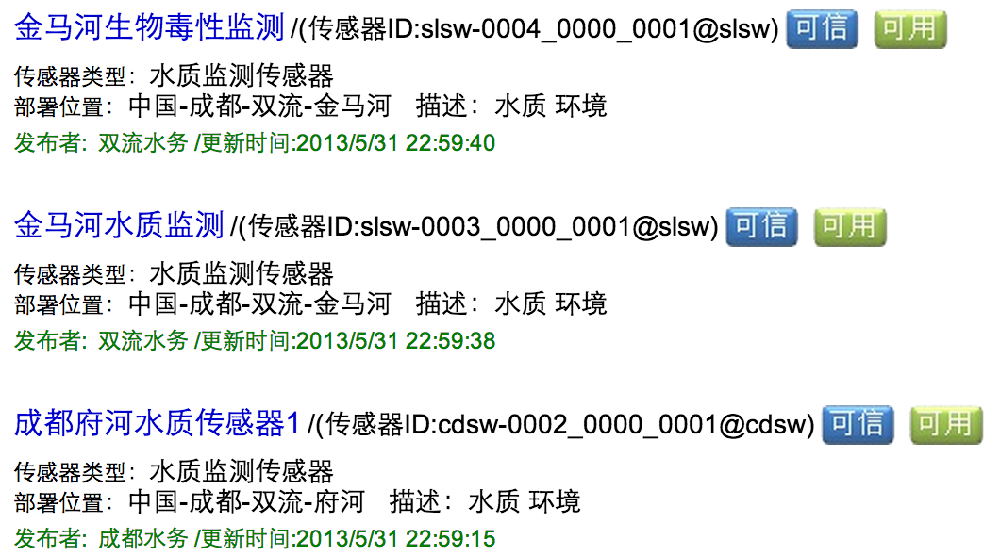 金马河生物毒性监测 /(传感器ID:slsw-0004_0000_0001@slsw) 可信 可用
传感器类型：水质监测传感器
部署位置：中国-成都-双流-金马河 描述：水质 环境
发布者: 双流水务 /更新时间:2013/5/31 22:59:40
金马河水质监测 /(传感器ID:slsw-0003_0000_0001@slsw) 可信 可用
传感器类型：水质监测传感器
部署位置：中国-成都-双流-金马河 描述：水质 环境
发布者: 双流水务 /更新时间:2013/5/31 22:59:38
成都府河水质传感器1 /(传感器ID:cdsw-0002_0000_0001@cdsw) 可信 可用
传感器类型：水质监测传感器
部署位置：中国-成都-双流-府河 描述：水质 环境
发布者: 成都水务 /更新时间:2013/5/31 22:59:15